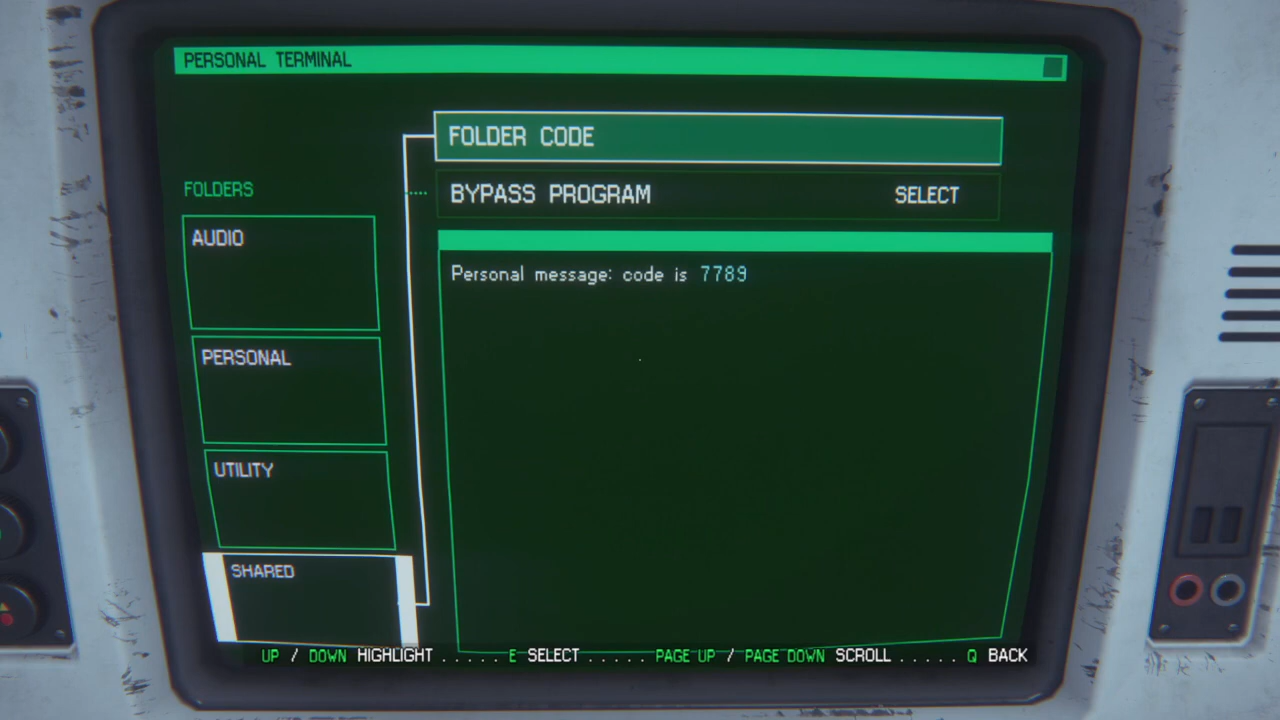 PERSONAL TERMINAL
FOLDER CODE
BYPASS PROGRAM SELECT
FOLDERS
AUDIO
PERSONAL
UTILITY
SHARED
Personal message: code is 7789
UP / DOWN HIGHLIGHT ..... E SELECT ..... PAGE UP / PAGE DOWN SCROLL ..... Q BACK